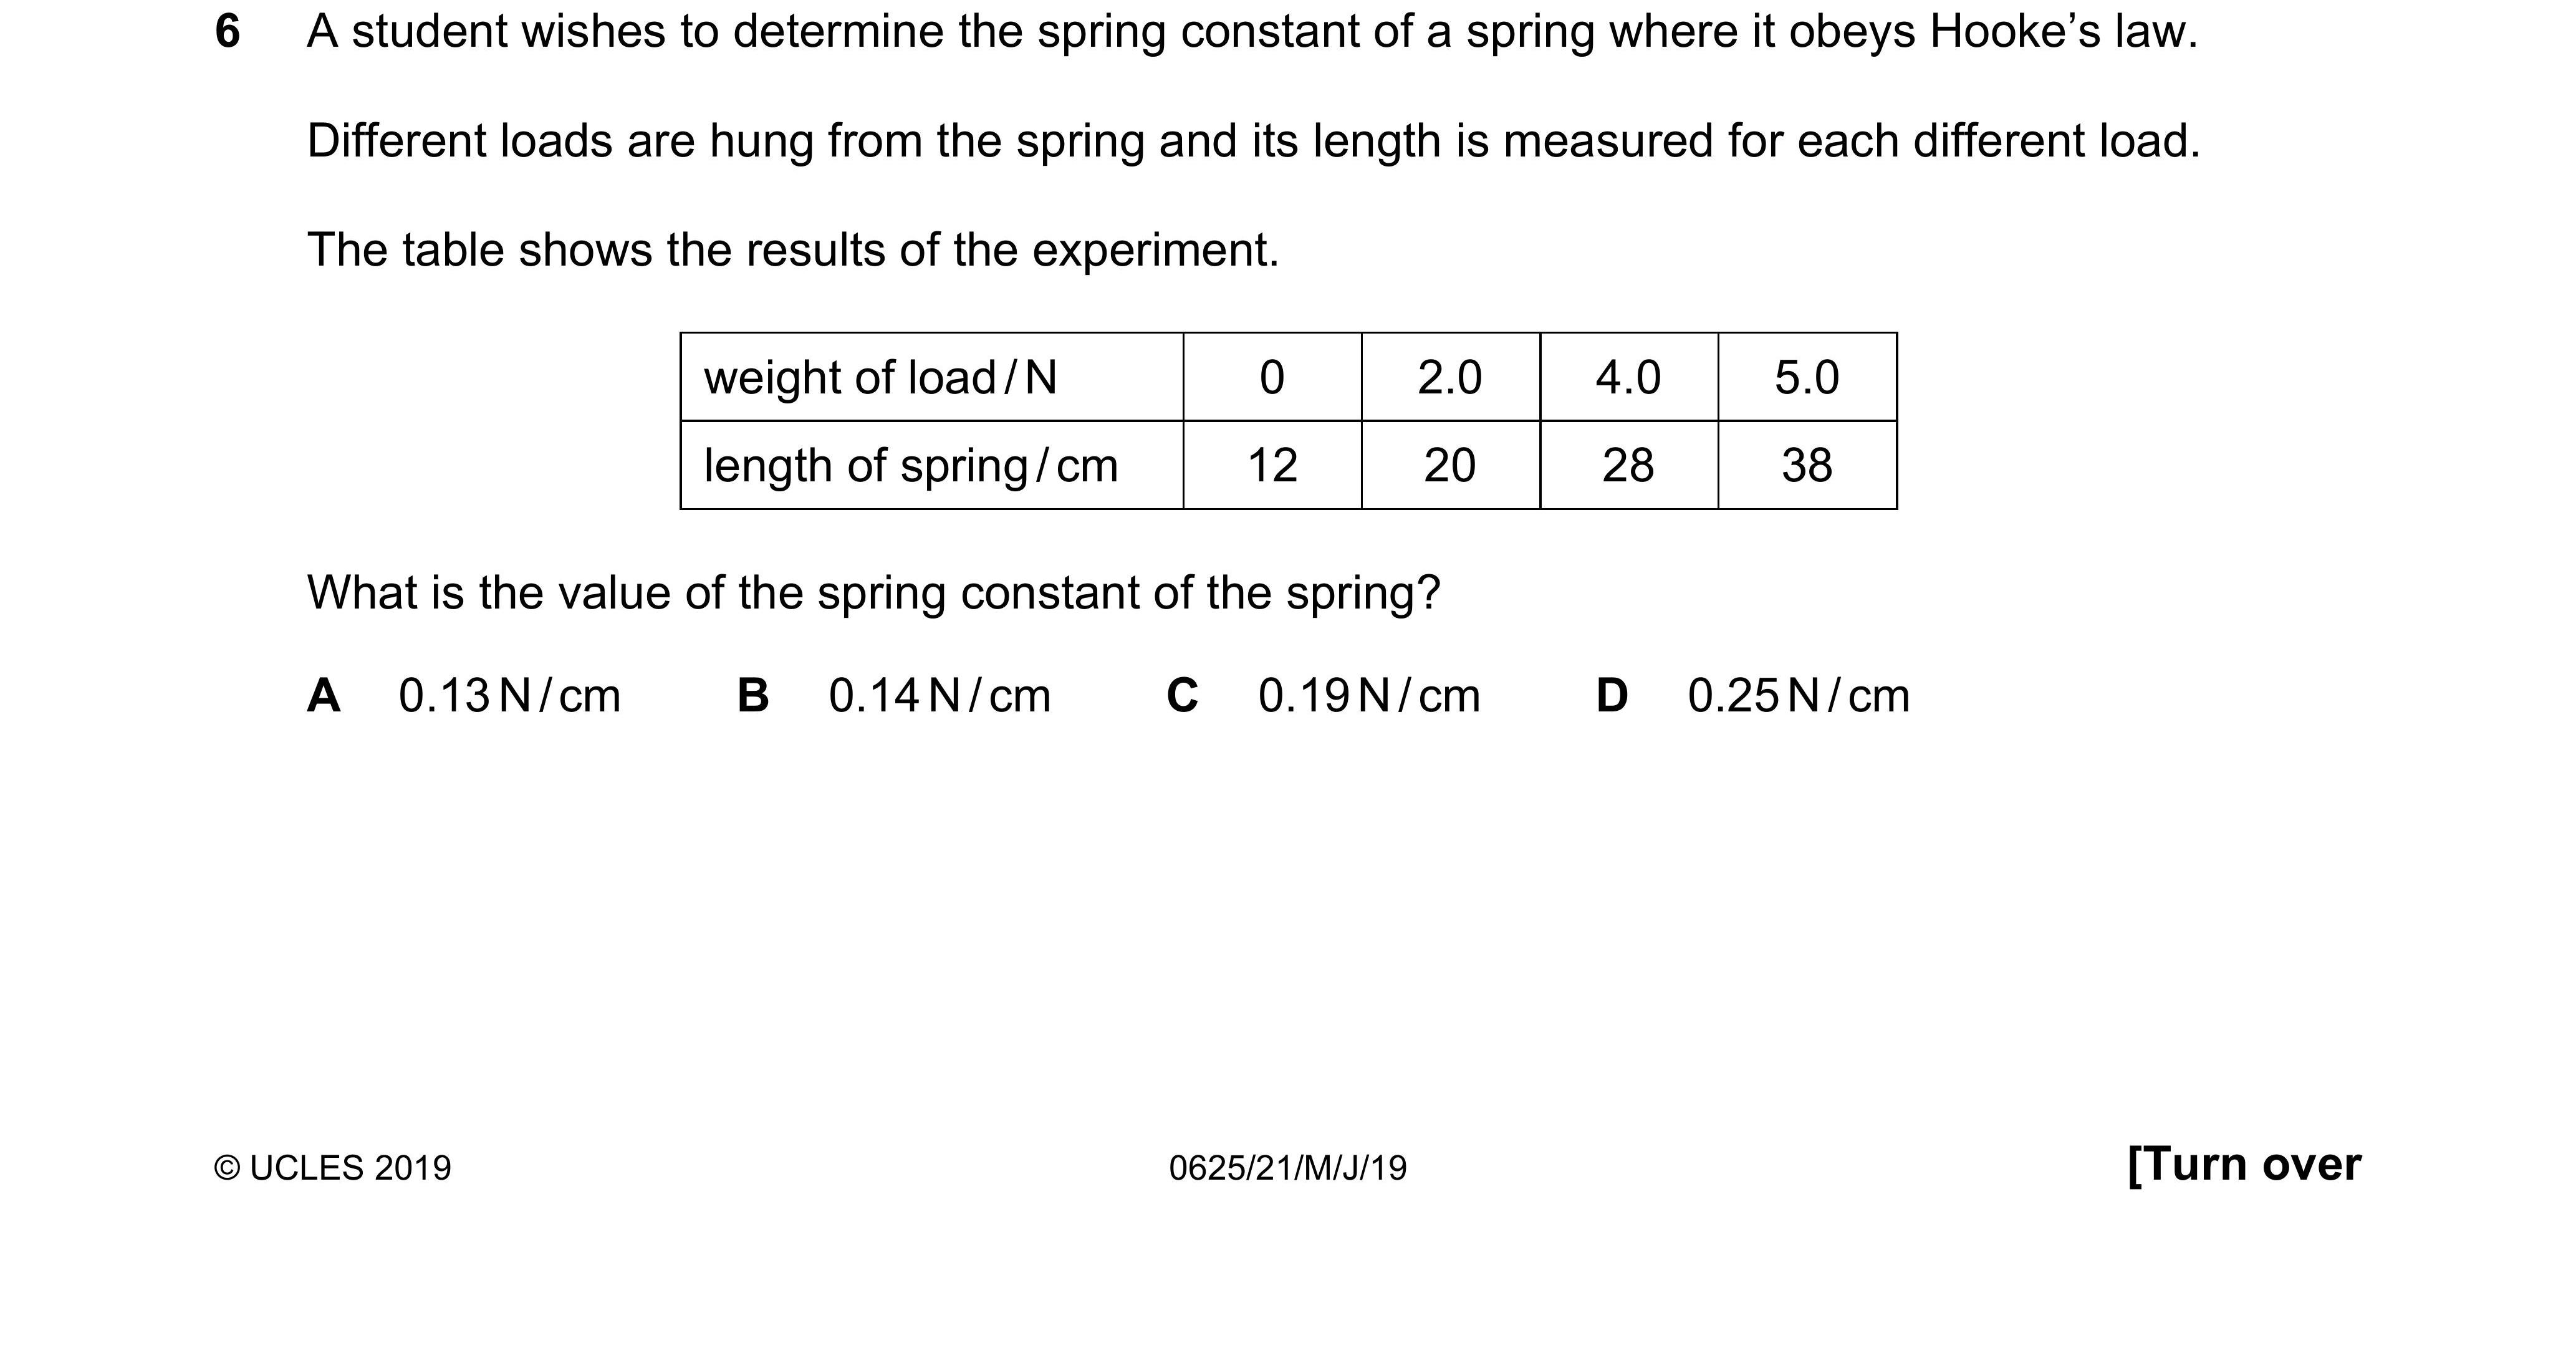 6 A student wishes to determine the spring constant of a spring where it obeys Hooke’s law.
Different loads are hung from the spring and its length is measured for each different load.
The table shows the results of the experiment.
weight of load / N 0 2.0 4.0 5.0
length of spring / cm 12 20 28 38
What is the value of the spring constant of the spring?
A 0.13 N / cm B 0.14 N / cm C 0.19 N / cm D 0.25 N / cm
© UCLES 2019 0625/21/M/J/19 [Turn over